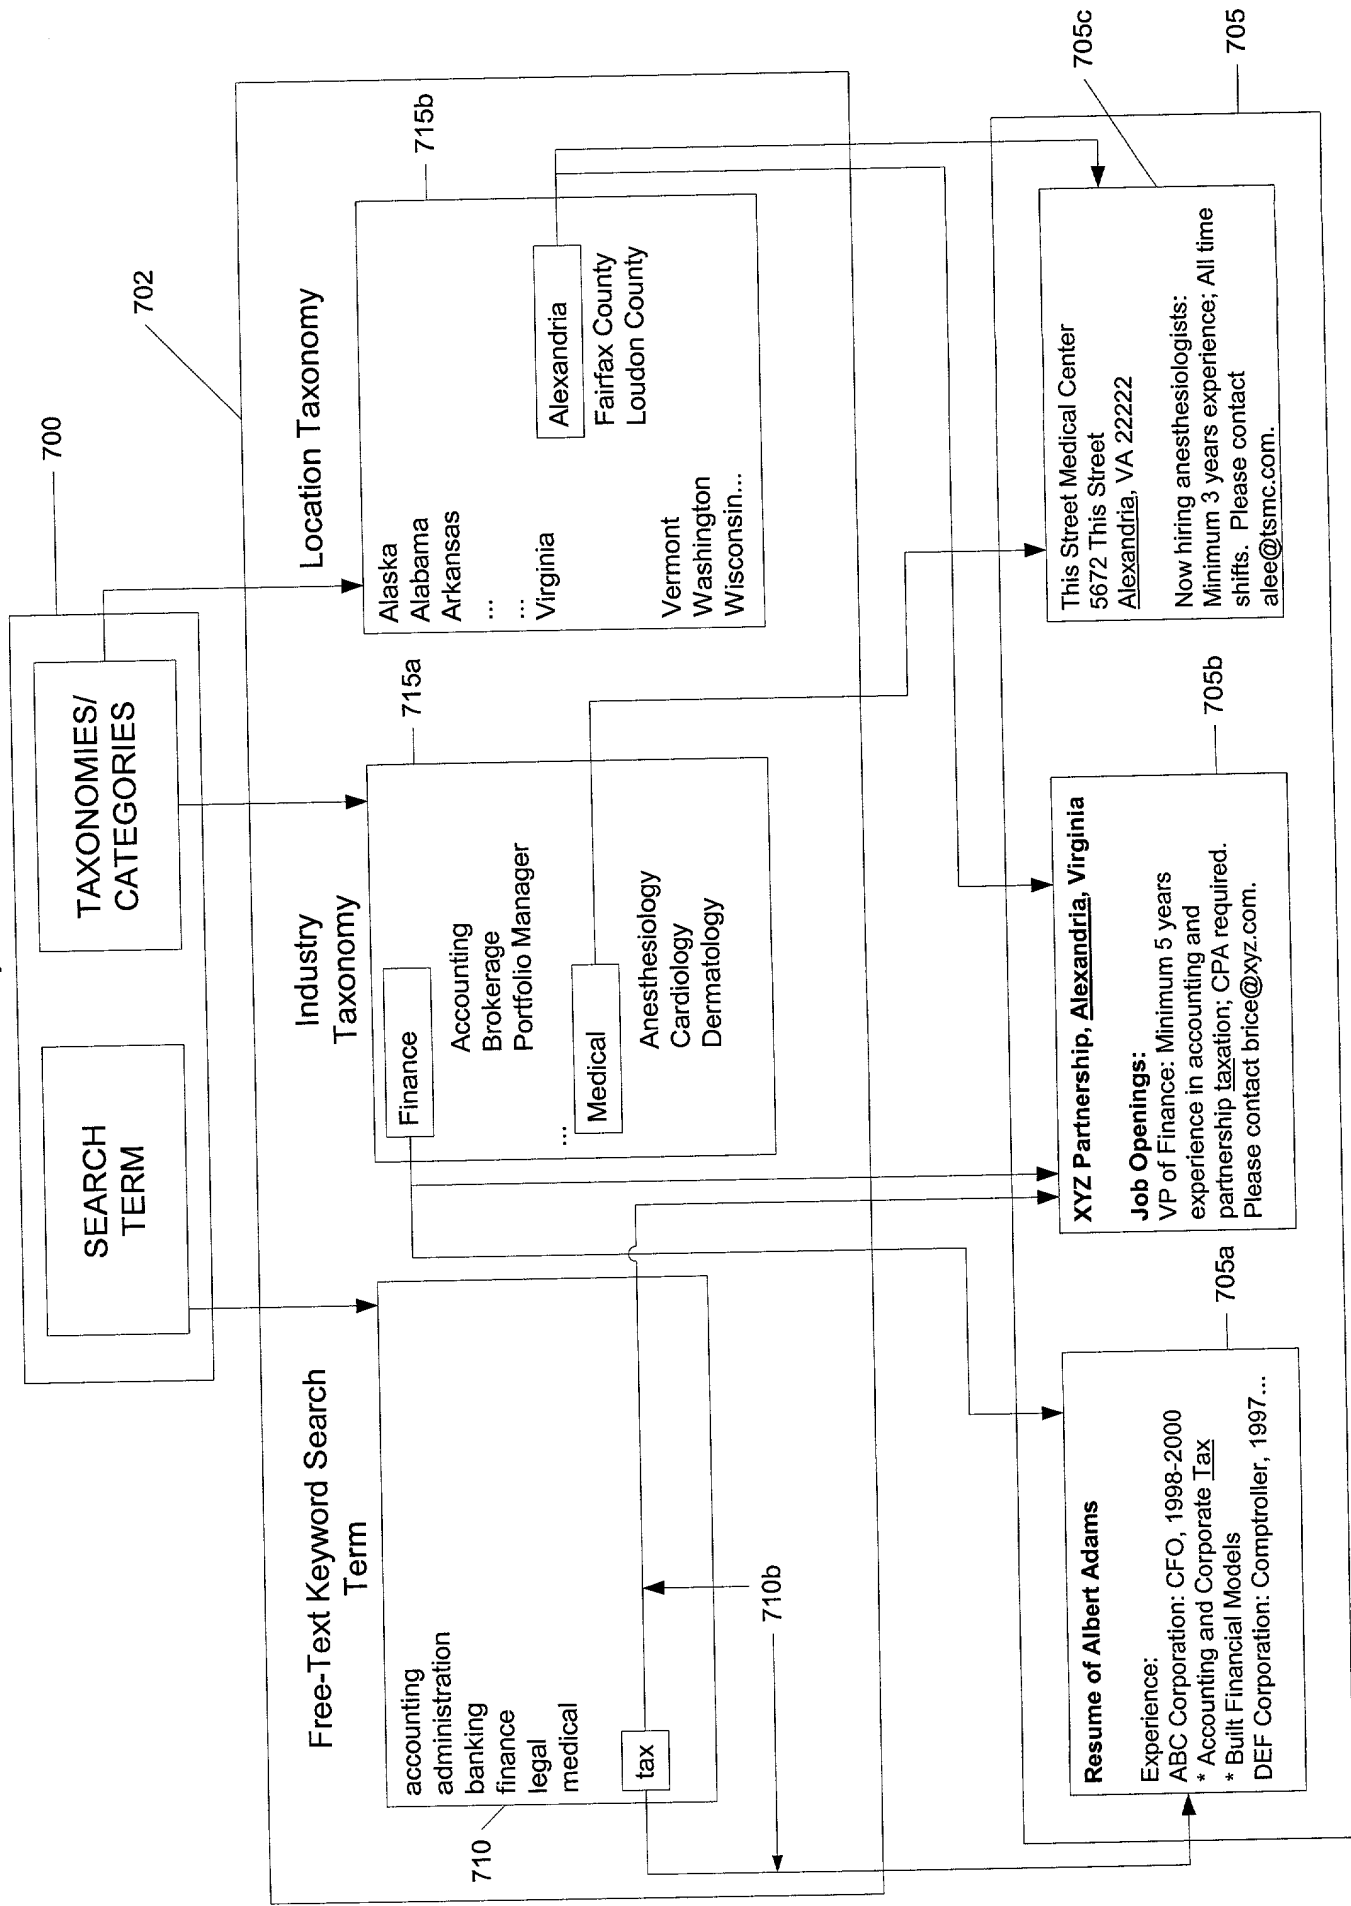 700
SEARCH
TERM
TAXONOMIES/
CATEGORIES
702
Free-Text Keyword Search
Term
Industry
Taxonomy
Location Taxonomy
710
accounting
administration
banking
finance
legal
medical
tax
710b
715a
Finance
Accounting
Brokerage
Portfolio Manager
...
Medical
Anesthesiology
Cardiology
Dermatology
715b
Alaska
Alabama
Arkansas
...
...
Virginia
Alexandria
Fairfax County
Loudon County
Vermont
Washington
Wisconsin...
705a
Resume of Albert Adams
Experience:
ABC Corporation: CFO, 1998-2000
* Accounting and Corporate Tax
* Built Financial Models
DEF Corporation: Comptroller, 1997...
705b
XYZ Partnership, Alexandria, Virginia
Job Openings:
VP of Finance: Minimum 5 years
experience in accounting and
partnership taxation; CPA required.
Please contact brice@xyz.com.
705c
This Street Medical Center
5672 This Street
Alexandria, VA 22222
Now hiring anesthesiologists:
Minimum 3 years experience; All time
shifts. Please contact
alee@tsmc.com.
705